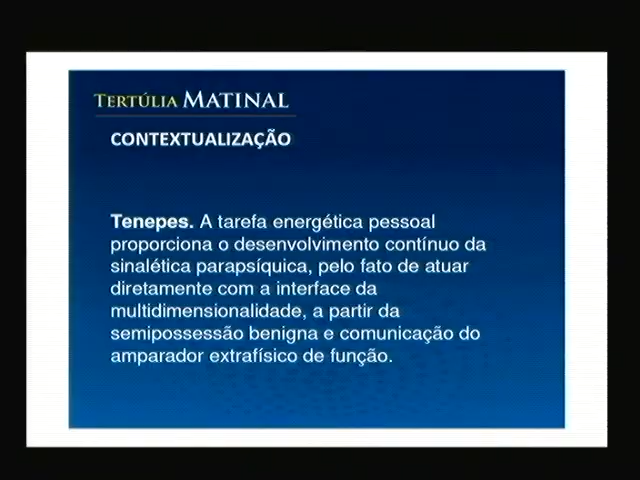 TERTÚLIA MATINAL
CONTEXTUALIZAÇÃO
Tenepes. A tarefa energética pessoal
proporciona o desenvolvimento contínuo da
sinalética parapsíquica, pelo fato de atuar
diretamente com a interface da
multidimensionalidade, a partir da
semipossessão benigna e comunicação do
amparador extrafísico de função.